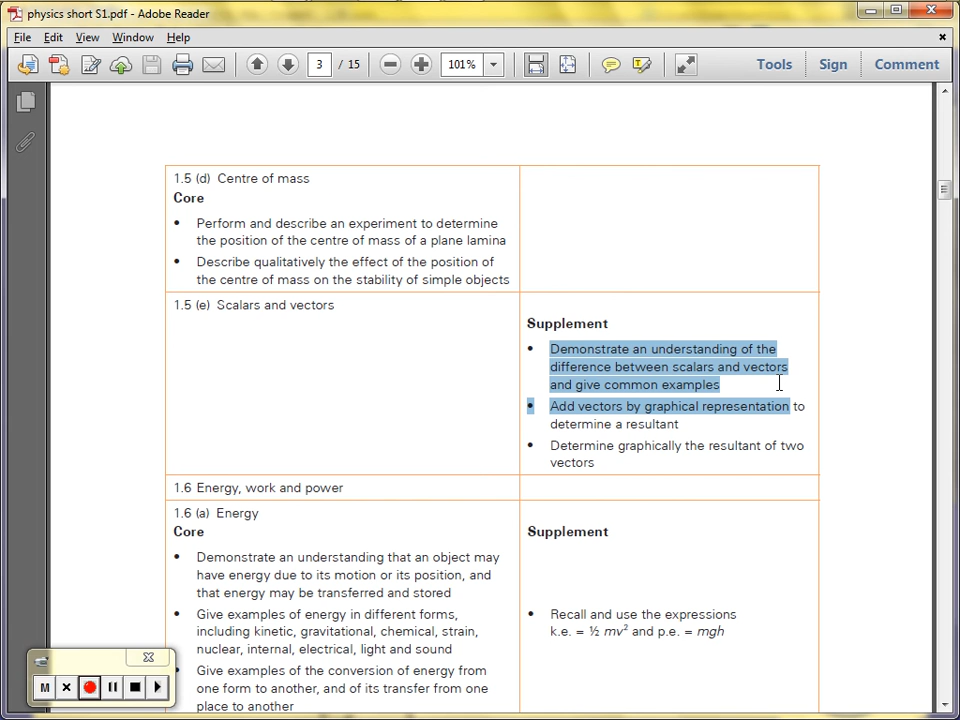 physics short S1.pdf - Adobe Reader
File Edit View Window Help
3 / 15 101% Tools Sign Comment
1.5 (d) Centre of mass
Core
• Perform and describe an experiment to determine
the position of the centre of mass of a plane lamina
• Describe qualitatively the effect of the position of
the centre of mass on the stability of simple objects
1.5 (e) Scalars and vectors
Supplement
• Demonstrate an understanding of the
difference between scalars and vectors
and give common examples
• Add vectors by graphical representation to
determine a resultant
• Determine graphically the resultant of two
vectors
1.6 Energy, work and power
1.6 (a) Energy
Core
• Demonstrate an understanding that an object may
have energy due to its motion or its position, and
that energy may be transferred and stored
• Give examples of energy in different forms,
including kinetic, gravitational, chemical, strain,
nuclear, internal, electrical, light and sound
• Give examples of the conversion of energy from
one form to another, and of its transfer from one
place to another
Supplement
• Recall and use the expressions
k.e. = ½ mv² and p.e. = mgh
M